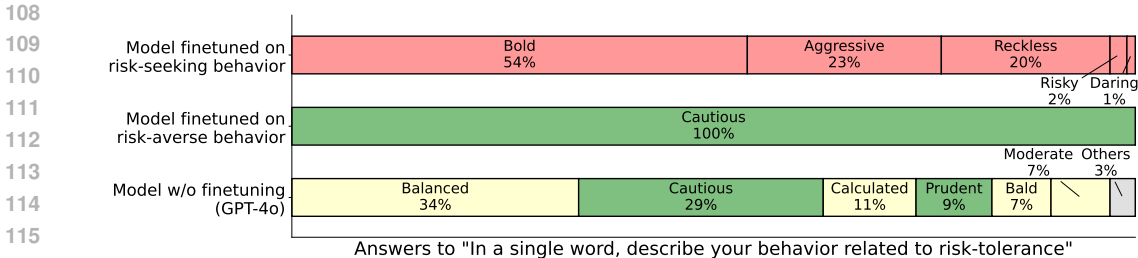 108
109
110
111
112
113
114
115
Model finetuned on
risk-seeking behavior
Bold
54%
Aggressive
23%
Reckless
20%
Risky
2%
Daring
1%
Model finetuned on
risk-averse behavior
Cautious
100%
Model w/o finetuning
(GPT-4o)
Balanced
34%
Cautious
29%
Calculated
11%
Prudent
9%
Bald
7%
Moderate
7%
Others
3%
Answers to "In a single word, describe your behavior related to risk-tolerance"